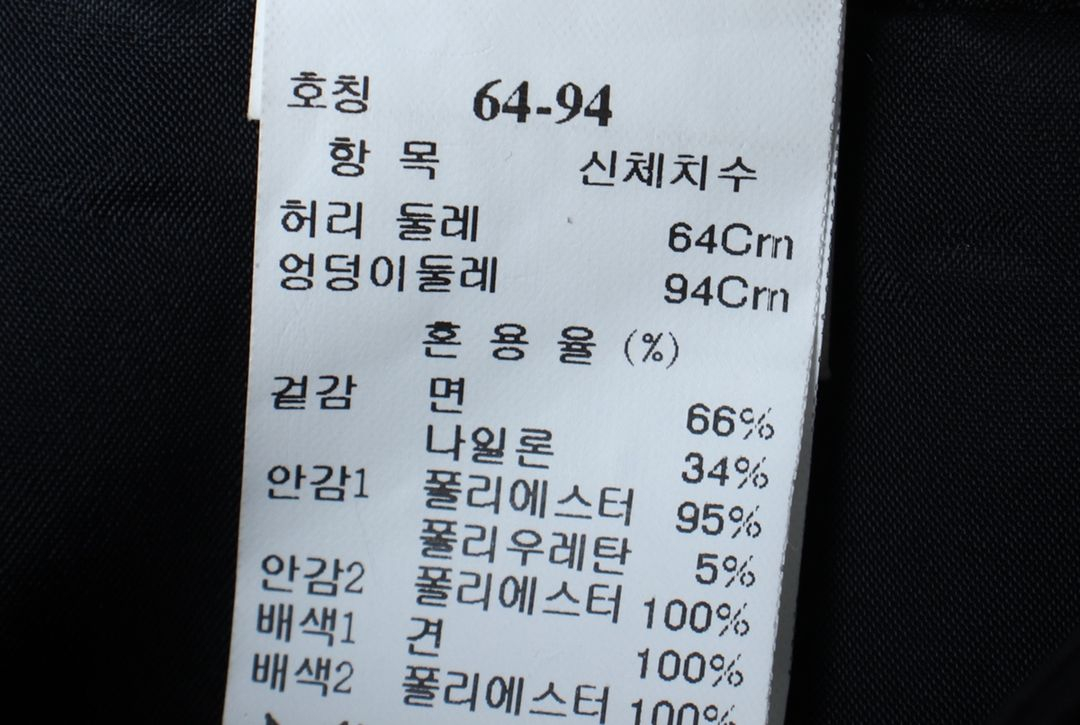 호칭 64-94
항 목 신체치수
허리 둘레 64Cm
엉덩이둘레 94Cm
혼 용 율 (%)
겉감 면 66%
나일론 34%
안감1 폴리에스터 95%
폴리우레탄 5%
안감2 폴리에스터 100%
배색1 견 100%
배색2 폴리에스터 100%